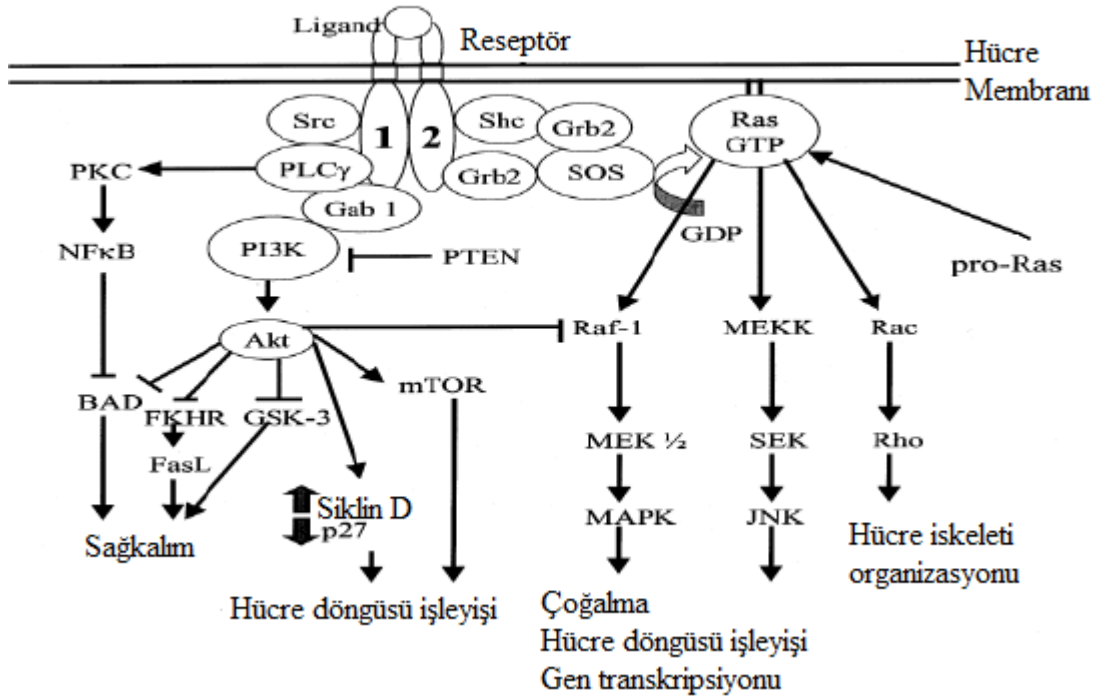 Ligand
Reseptör
Hücre
Membranı
Src
1
2
Shc
Grb2
Ras
GTP
PKC
PLCγ
Grb2
SOS
Gab 1
GDP
NFκB
PI3K
PTEN
pro-Ras
Akt
Raf-1
MEKK
Rac
BAD
FKHR
GSK-3
mTOR
FasL
MEK ½
SEK
Rho
Siklin D
p27
MAPK
JNK
Sağkalım
Hücre iskeleti
organizasyonu
Hücre döngüsü işleyişi
Çoğalma
Hücre döngüsü işleyişi
Gen transkripsiyonu